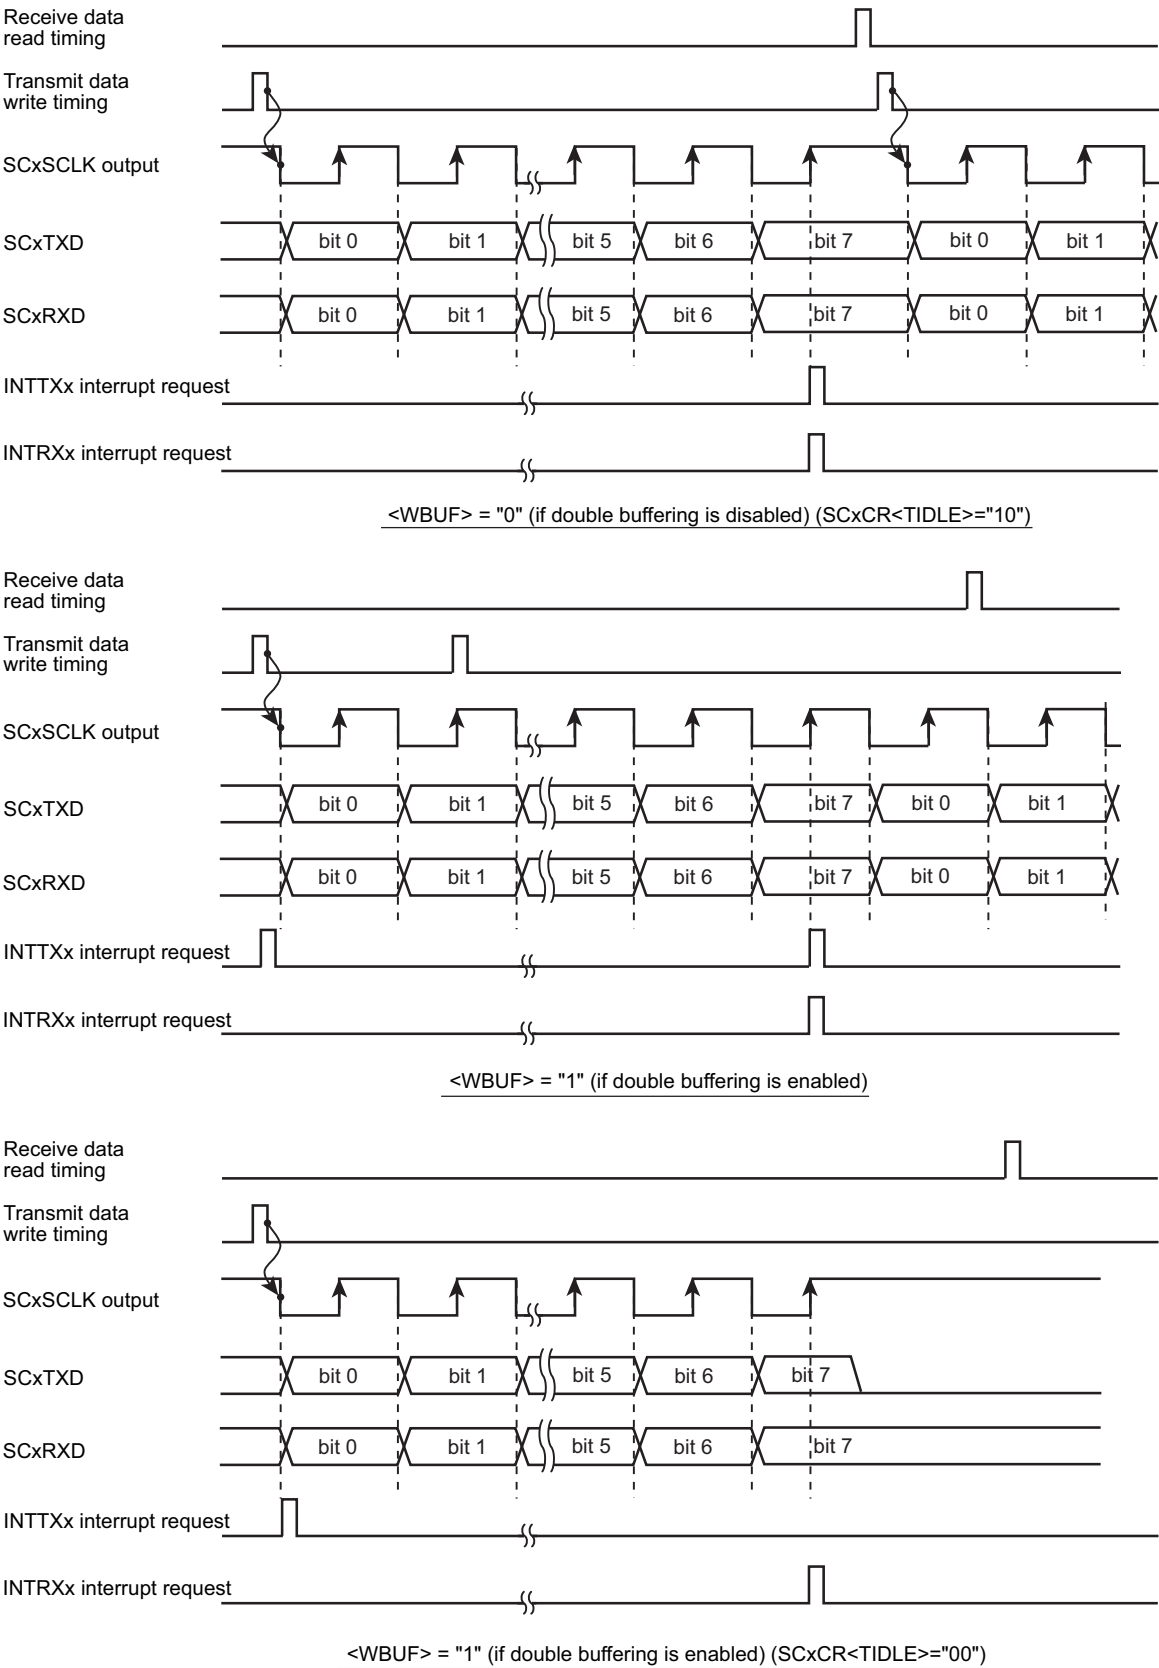 Receive data
read timing
Transmit data
write timing
SCxSCLK output
SCxTXD
bit 0 bit 1 bit 5 bit 6 bit 7 bit 0 bit 1
SCxRXD
bit 0 bit 1 bit 5 bit 6 bit 7 bit 0 bit 1
INTTXx interrupt request
INTRXx interrupt request
<WBUF> = "0" (if double buffering is disabled) (SCxCR<TIDLE>="10")
Receive data
read timing
Transmit data
write timing
SCxSCLK output
SCxTXD
bit 0 bit 1 bit 5 bit 6 bit 7 bit 0 bit 1
SCxRXD
bit 0 bit 1 bit 5 bit 6 bit 7 bit 0 bit 1
INTTXx interrupt request
INTRXx interrupt request
<WBUF> = "1" (if double buffering is enabled)
Receive data
read timing
Transmit data
write timing
SCxSCLK output
SCxTXD
bit 0 bit 1 bit 5 bit 6 bit 7
SCxRXD
bit 0 bit 1 bit 5 bit 6 bit 7
INTTXx interrupt request
INTRXx interrupt request
<WBUF> = "1" (if double buffering is enabled) (SCxCR<TIDLE>="00")